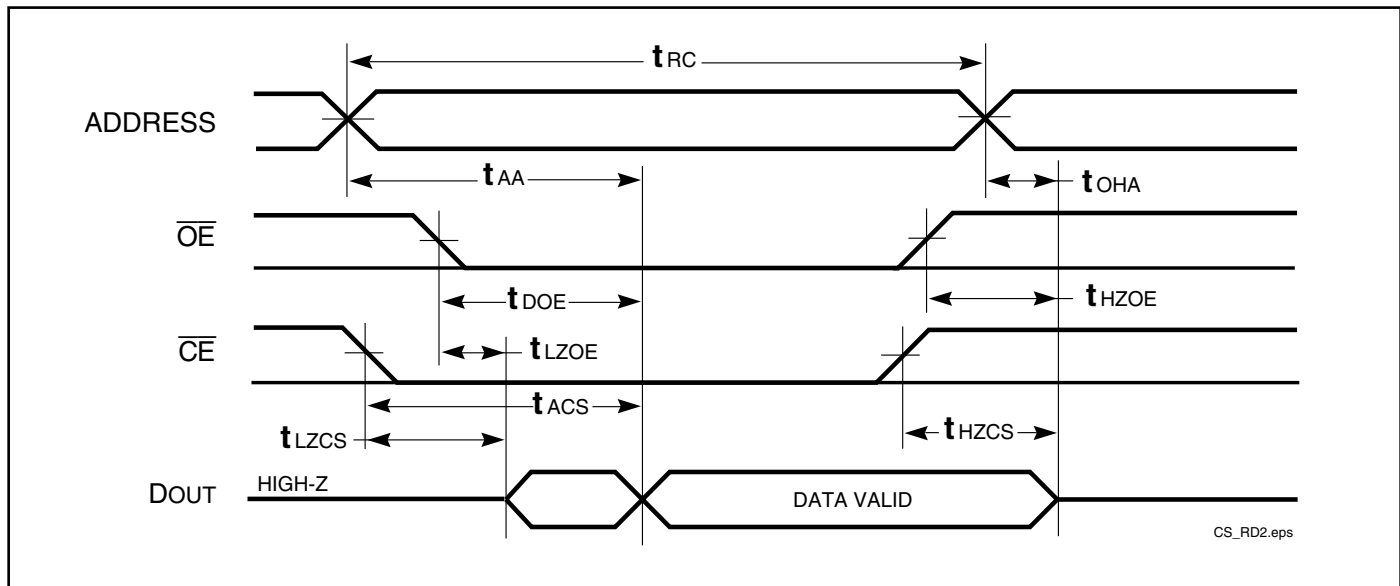 tRC
ADDRESS
tAA
tOHA
OE
tDOE
tHZOE
CE
tLZOE
tACS
tLZCS
tHZCS
DOUT
HIGH-Z
DATA VALID
CS_RD2.eps